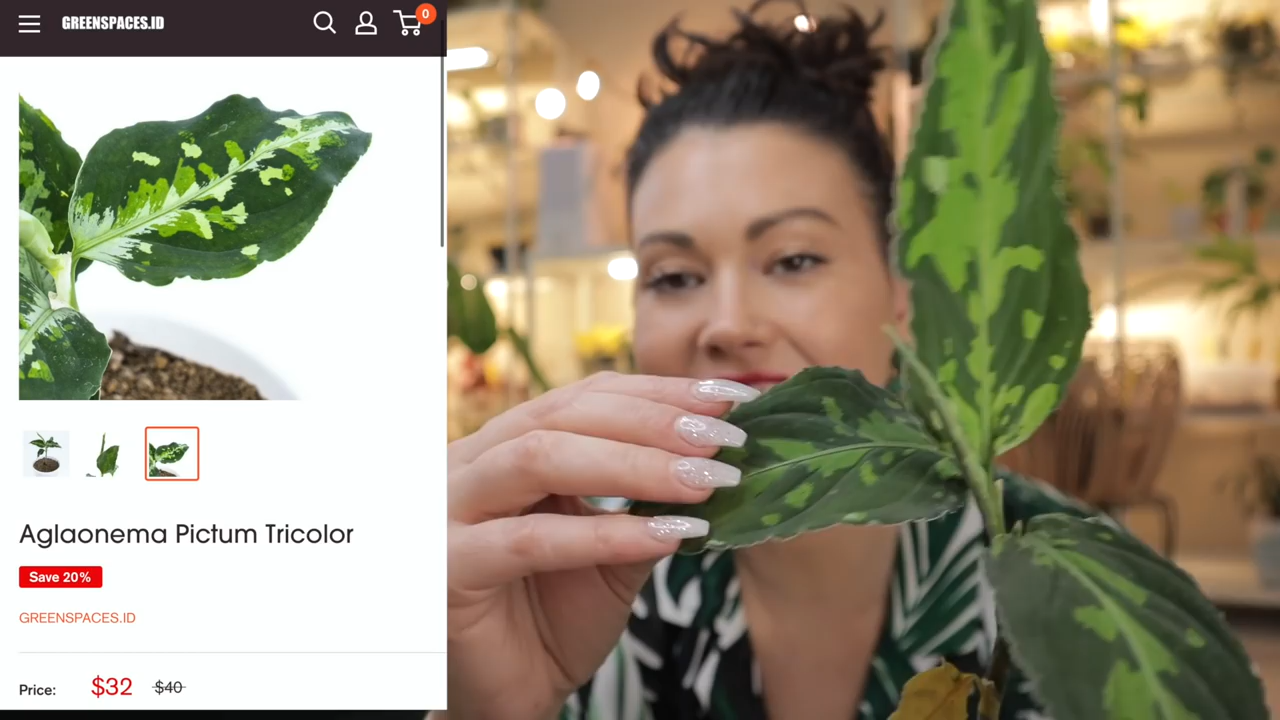 GREENSPACES.ID
0
Aglaonema Pictum Tricolor
Save 20%
GREENSPACES.ID
Price: $32 $40